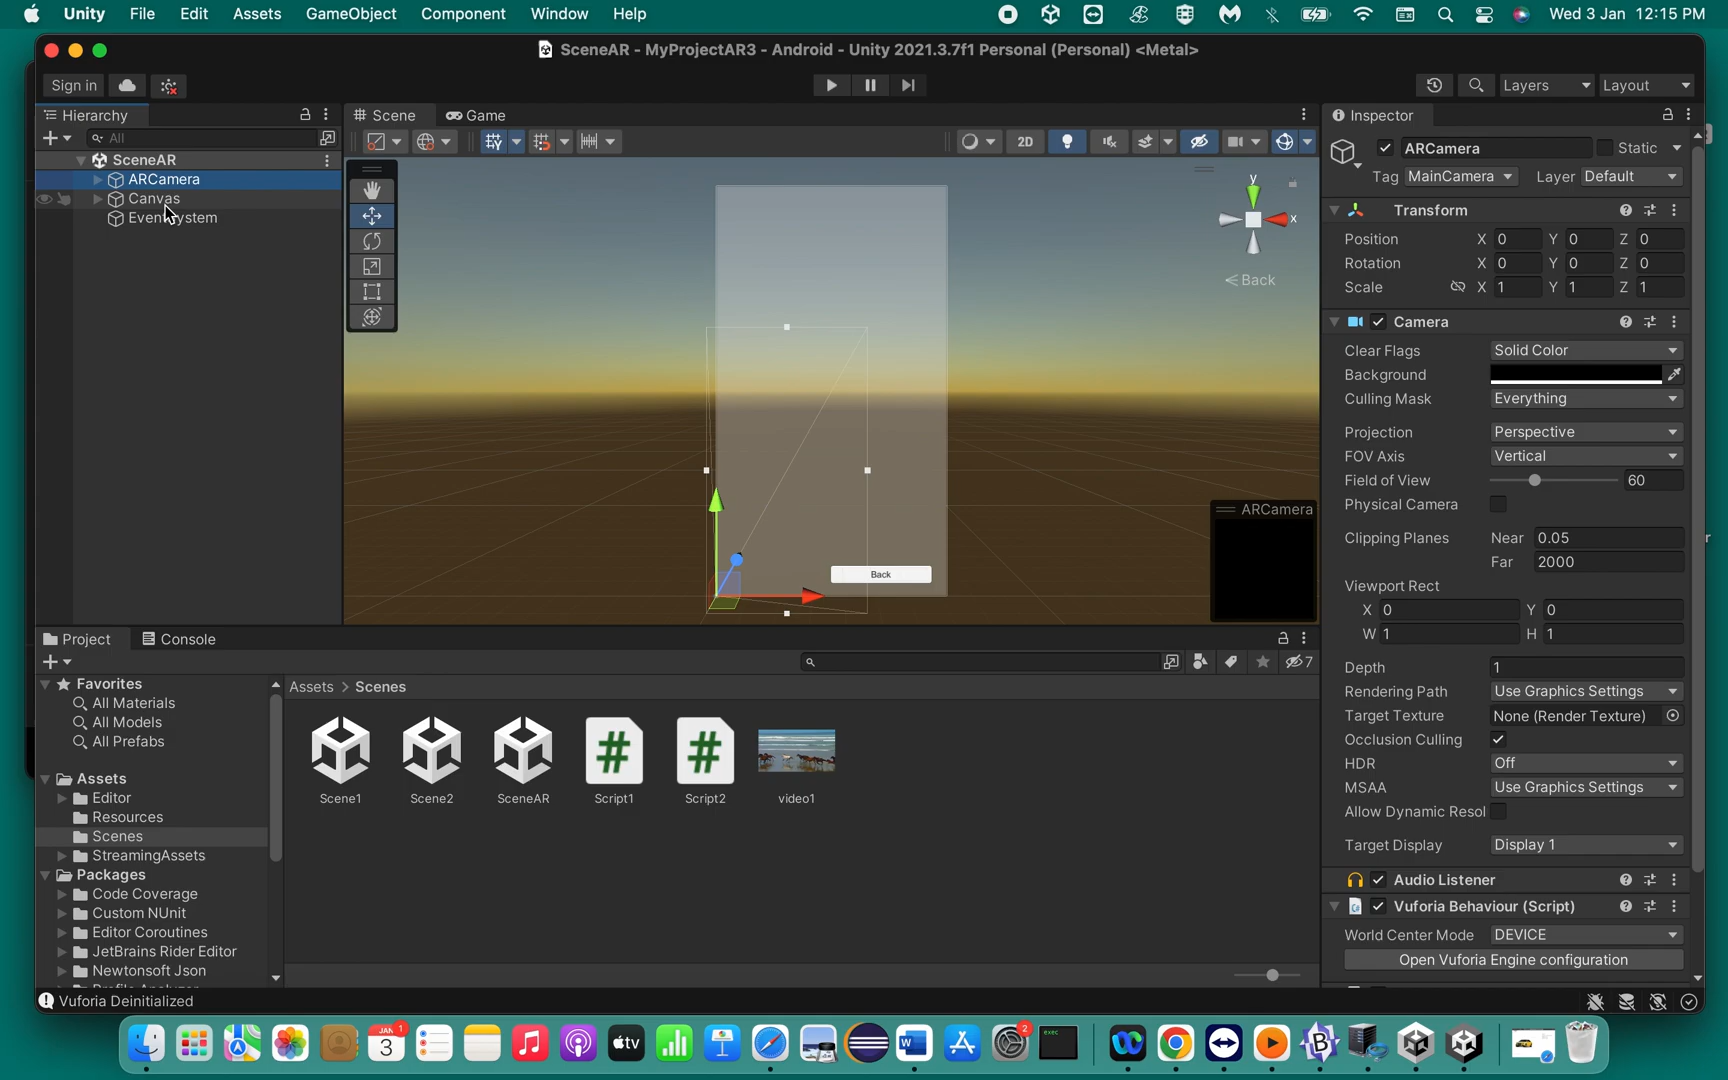 Unity File Edit Assets GameObject Component Window Help Wed 3 Jan 12:15 PM
SceneAR - MyProjectAR3 - Android - Unity 2021.3.7f1 Personal (Personal) <Metal>
Sign in Layers Layout
Hierarchy Scene Game Inspector
All 2D ARCamera Static
SceneAR Tag MainCamera Layer Default
ARCamera
Canvas
EventSystem
y
x
Back
Transform
Position X 0 Y 0 Z 0
Rotation X 0 Y 0 Z 0
Scale X 1 Y 1 Z 1
Camera
Clear Flags Solid Color
Background
Culling Mask Everything
Projection Perspective
FOV Axis Vertical
Field of View 60
Physical Camera
ARCamera
Clipping Planes Near 0.05
Far 2000
Back
Viewport Rect
X 0 Y 0
W 1 H 1
Depth 1
Rendering Path Use Graphics Settings
Target Texture None (Render Texture)
Occlusion Culling
HDR Off
MSAA Use Graphics Settings
Allow Dynamic Resol
Target Display Display 1
Audio Listener
Vuforia Behaviour (Script)
World Center Mode DEVICE
Open Vuforia Engine configuration
Project Console
7
Favorites
All Materials
All Models
All Prefabs
Assets
Editor
Resources
Scenes
StreamingAssets
Packages
Code Coverage
Custom NUnit
Editor Coroutines
JetBrains Rider Editor
Newtonsoft Json
Assets > Scenes
Scene1 Scene2 SceneAR Script1 Script2 video1
Vuforia Deinitialized
JAN 1
3
tv
2
exec